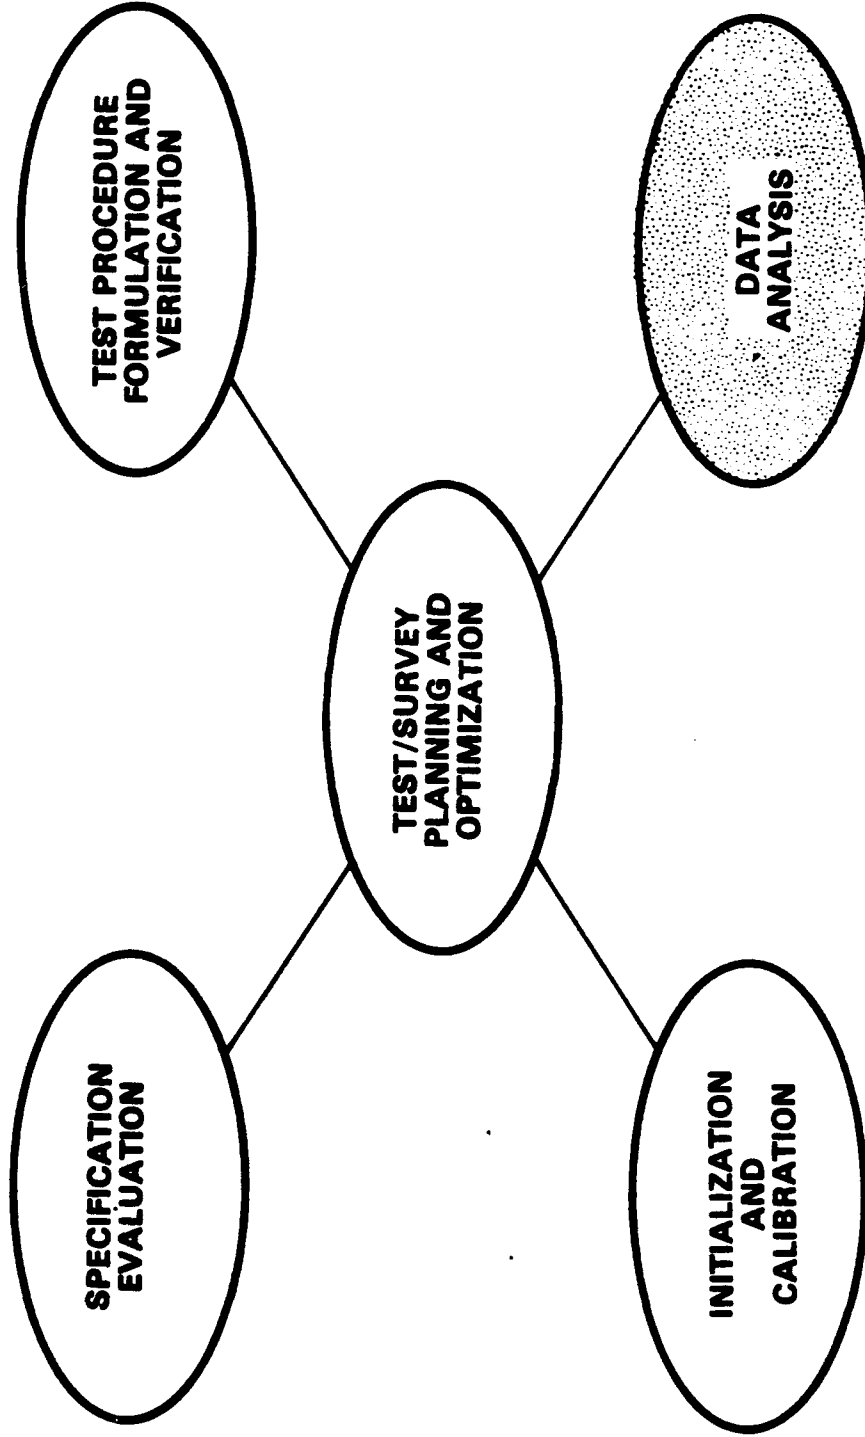 SPECIFICATION
EVALUATION
TEST PROCEDURE
FORMULATION AND
VERIFICATION
TEST/SURVEY
PLANNING AND
OPTIMIZATION
INITIALIZATION
AND
CALIBRATION
DATA
ANALYSIS